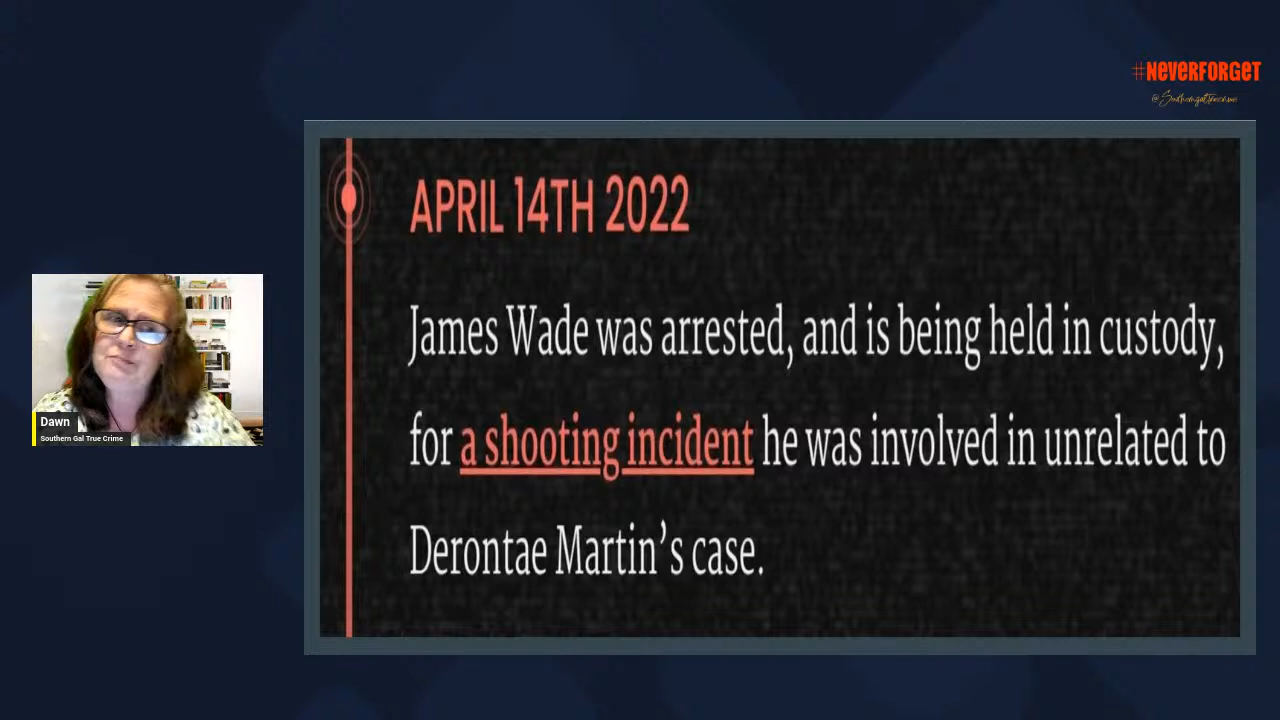 #NEVERFORGET
@Southerngaltruecrime
APRIL 14TH 2022
James Wade was arrested, and is being held in custody,
for a shooting incident he was involved in unrelated to
Derontae Martin’s case.
Dawn
Southern Gal True Crime